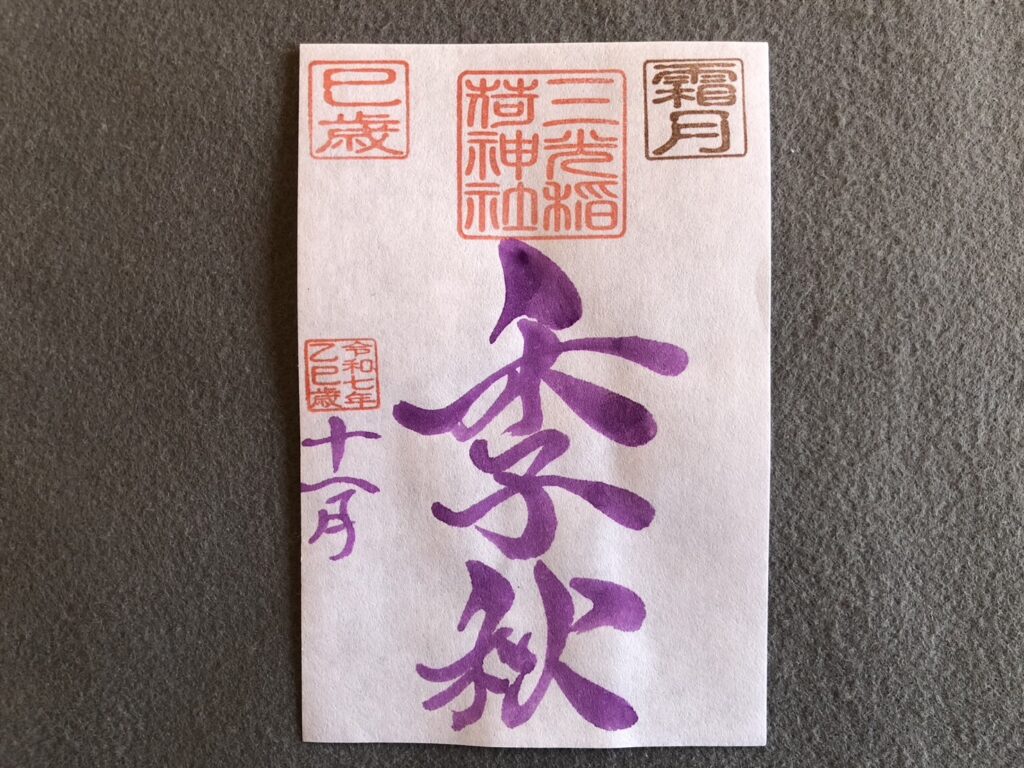 霜月
三光稲
荷神社
巳歳
季秋
令和七年
乙巳歳
十一月